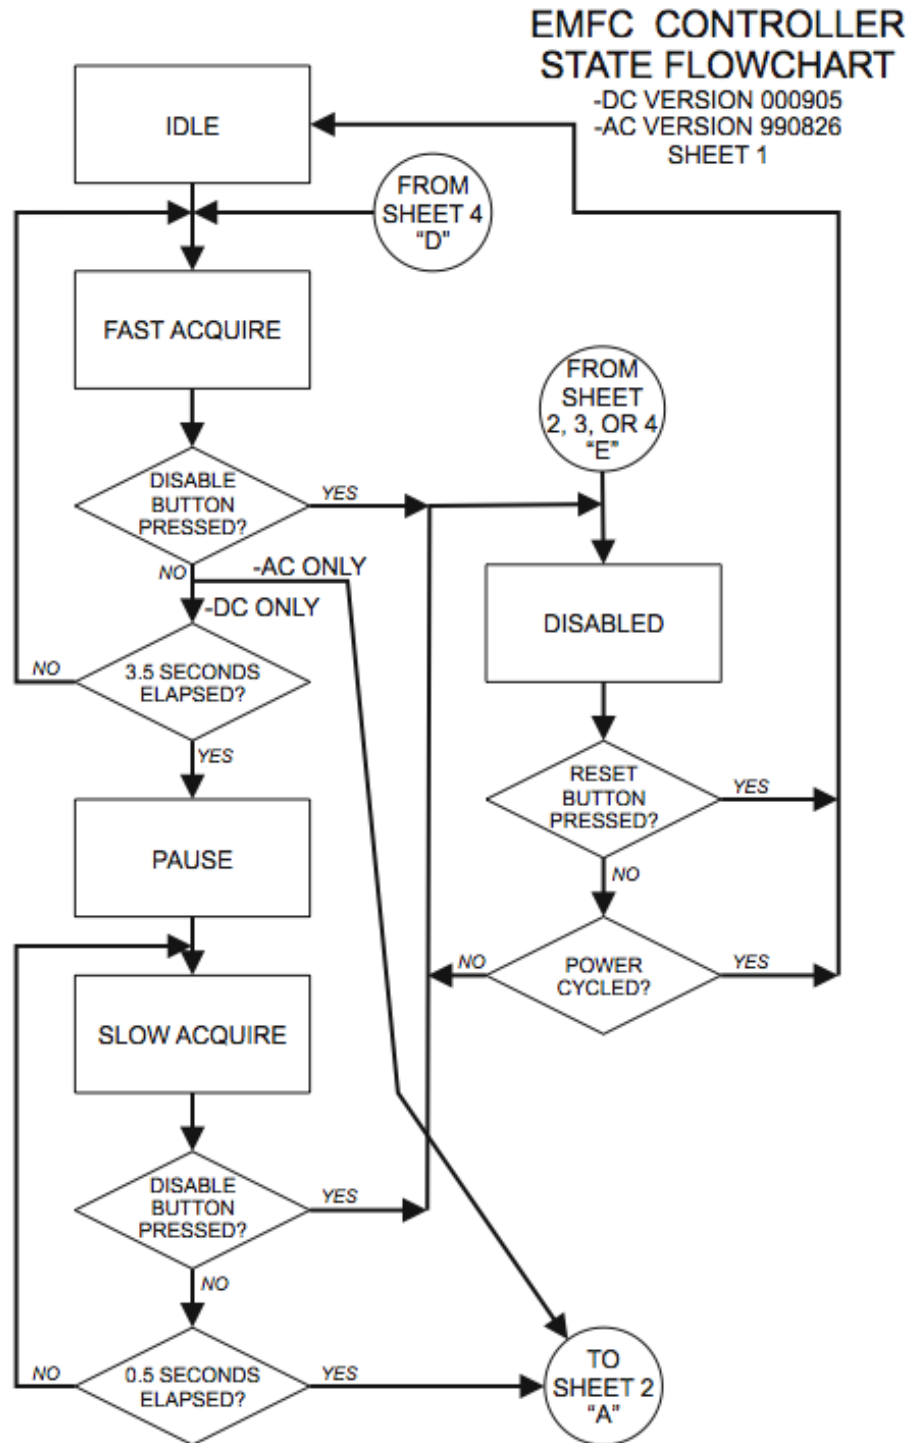 EMFC CONTROLLER
STATE FLOWCHART
-DC VERSION 000905
-AC VERSION 990826
SHEET 1
IDLE
FROM
SHEET 4
“D”
FAST ACQUIRE
FROM
SHEET
2, 3, OR 4
“E”
DISABLE
BUTTON
PRESSED?
YES
NO
-AC ONLY
-DC ONLY
DISABLED
3.5 SECONDS
ELAPSED?
NO
YES
RESET
BUTTON
PRESSED?
YES
NO
PAUSE
POWER
CYCLED?
NO
YES
SLOW ACQUIRE
DISABLE
BUTTON
PRESSED?
YES
NO
0.5 SECONDS
ELAPSED?
NO
YES
TO
SHEET 2
“A”